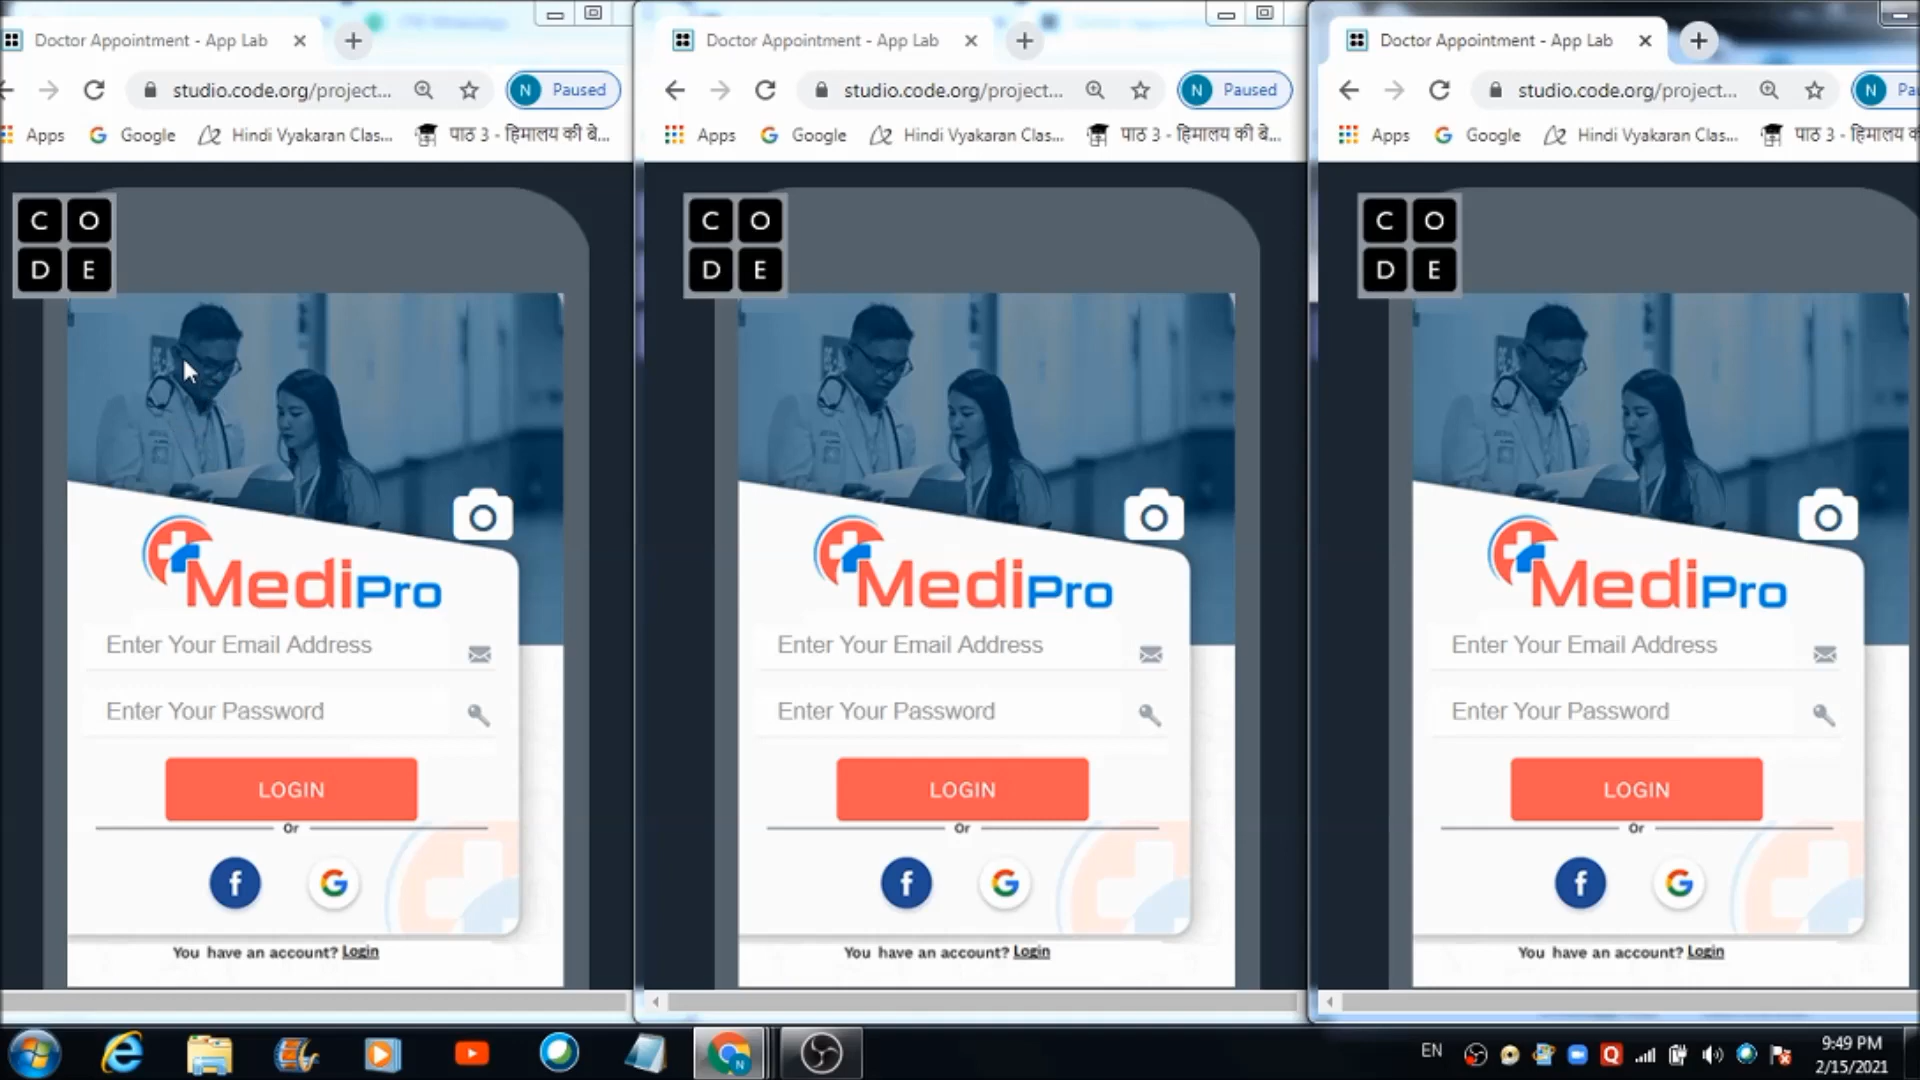 Doctor Appointment - App Lab
studio.code.org/project...
N Paused
Apps Google Hindi Vyakaran Clas... पाठ 3 - हिमालय की बे...
C O
D E
MediPro
Enter Your Email Address
Enter Your Password
LOGIN
Or
f G
You have an account? Login
Doctor Appointment - App Lab
studio.code.org/project...
N Paused
Apps Google Hindi Vyakaran Clas... पाठ 3 - हिमालय की बे...
C O
D E
MediPro
Enter Your Email Address
Enter Your Password
LOGIN
Or
f G
You have an account? Login
Doctor Appointment - App Lab
studio.code.org/project...
N Pa
Apps Google Hindi Vyakaran Clas... पाठ 3 - हिमालय क
C O
D E
MediPro
Enter Your Email Address
Enter Your Password
LOGIN
Or
f G
You have an account? Login
N
EN
Q
9:49 PM
2/15/2021